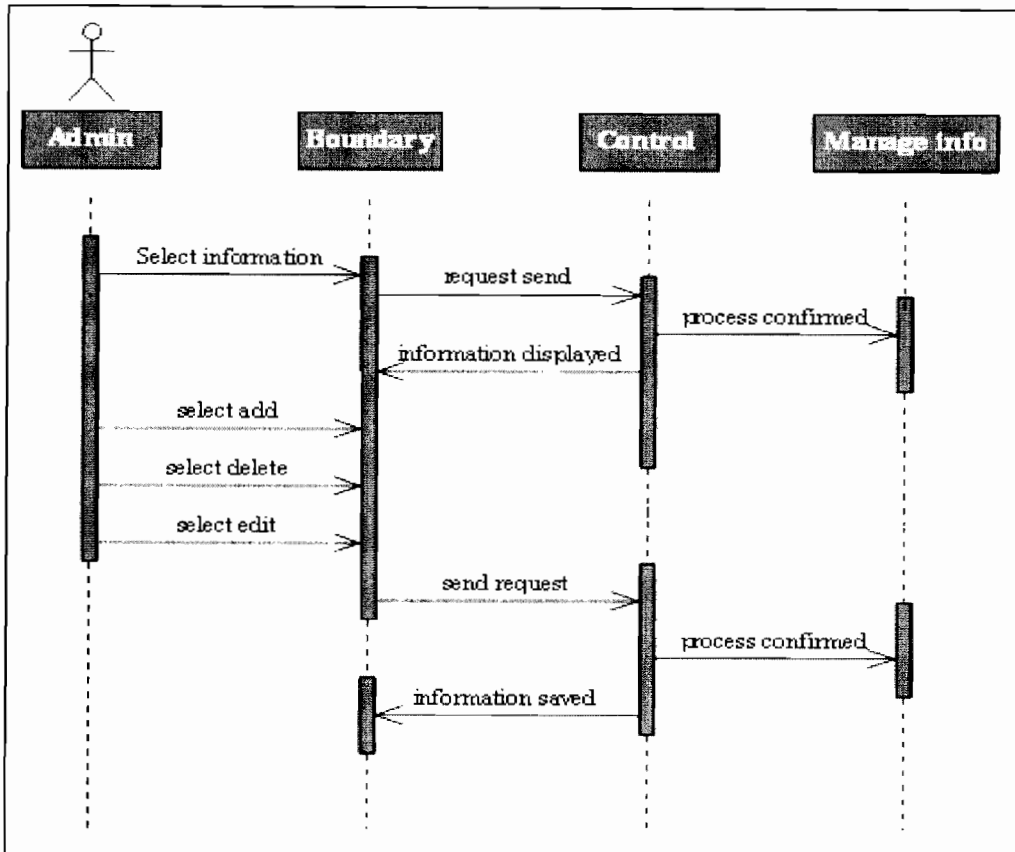 Admin
Boundary
Control
Manage info
Select information
request send
process confirmed
information displayed
select add
select delete
select edit
send request
process confirmed
information saved